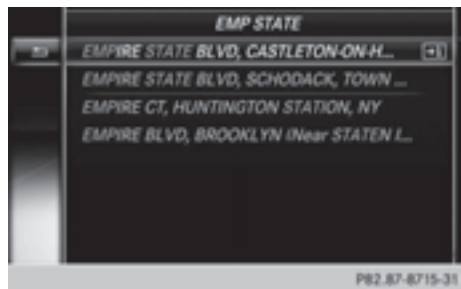 EMP STATE
EMPIRE STATE BLVD, CASTLETON-ON-H...
EMPIRE STATE BLVD, SCHODACK, TOWN ...
EMPIRE CT, HUNTINGTON STATION, NY
EMPIRE BLVD, BROOKLYN (Near STATEN I...
P82.87-8715-31